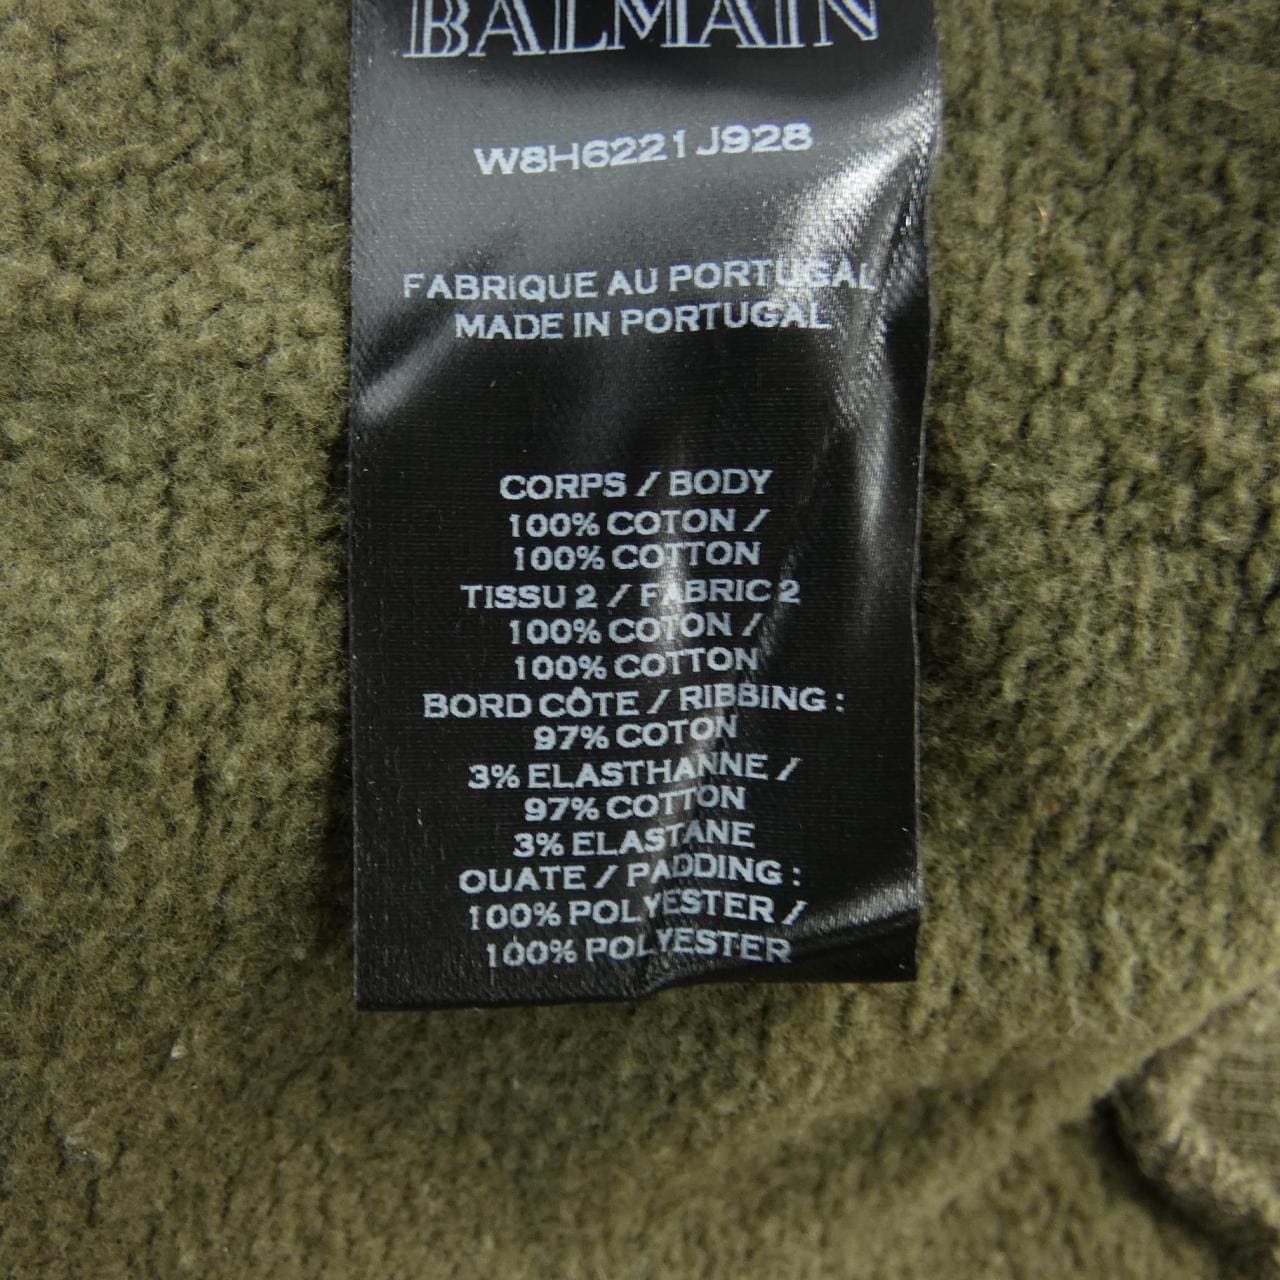 BALMAIN
W8H6221J928
FABRIQUE AU PORTUGAL
MADE IN PORTUGAL
CORPS / BODY
100% COTON /
100% COTTON
TISSU 2 / FABRIC 2
100% COTON /
100% COTTON
BORD CÔTE / RIBBING :
97% COTON
3% ELASTHANNE /
97% COTTON
3% ELASTANE
OUATE / PADDING :
100% POLYESTER /
100% POLYESTER